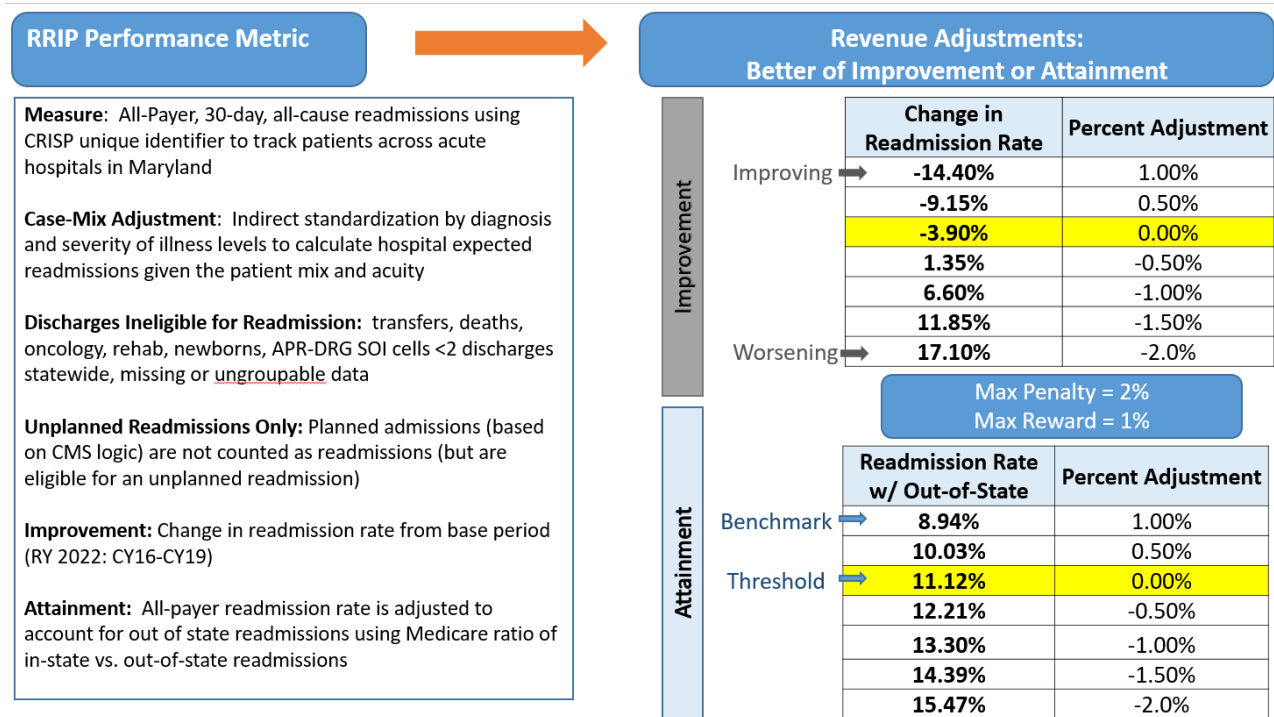 RRIP Performance Metric
Measure:  All-Payer, 30-day, all-cause readmissions using
CRISP unique identifier to track patients across acute
hospitals in Maryland
Case-Mix Adjustment:  Indirect standardization by diagnosis
and severity of illness levels to calculate hospital expected
readmissions given the patient mix and acuity
Discharges Ineligible for Readmission:  transfers, deaths,
oncology, rehab, newborns, APR-DRG SOI cells <2 discharges
statewide, missing or ungroupable data
Unplanned Readmissions Only: Planned admissions (based
on CMS logic) are not counted as readmissions (but are
eligible for an unplanned readmission)
Improvement: Change in readmission rate from base period
(RY 2022: CY16-CY19)
Attainment:  All-payer readmission rate is adjusted to
account for out of state readmissions using Medicare ratio of
in-state vs. out-of-state readmissions
Revenue Adjustments:
Better of Improvement or Attainment
Improvement
Change in
Readmission Rate
Percent Adjustment
Improving
-14.40% 1.00%
-9.15% 0.50%
-3.90% 0.00%
1.35% -0.50%
6.60% -1.00%
11.85% -1.50%
Worsening
17.10% -2.0%
Max Penalty = 2%
Max Reward = 1%
Attainment
Readmission Rate
w/ Out-of-State
Percent Adjustment
Benchmark
8.94% 1.00%
10.03% 0.50%
Threshold
11.12% 0.00%
12.21% -0.50%
13.30% -1.00%
14.39% -1.50%
15.47% -2.0%